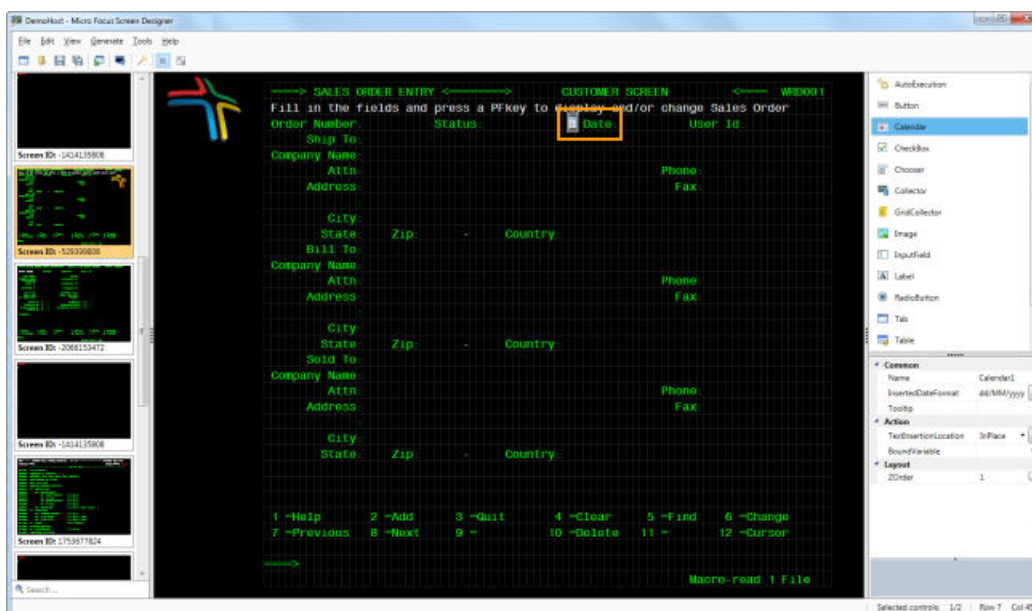 DemoHost - Micro Focus Screen Designer
File Edit View Generate Tools Help
Screen ID: -1414135808
Screen ID: -529399808
Screen ID: -2066153472
Screen ID: -1414135808
Screen ID: 1753677824
Search...
----> SALES ORDER ENTRY <---------> CUSTOMER SCREEN <---- WRD001
Fill in the fields and press a PFkey to display and/or change Sales Order
Order Number: Status: Date: User Id:
Ship To:
Company Name:
Attn: Phone:
Address: Fax:
:
City:
State: Zip: - Country:
Bill To:
Company Name:
Attn: Phone:
Address: Fax:
:
City:
State: Zip: - Country:
Sold To:
Company Name:
Attn: Phone:
Address: Fax:
:
City:
State: Zip: - Country:
1 =Help 2 =Add 3 =Quit 4 =Clear 5 =Find 6 =Change
7 =Previous 8 =Next 9 = 10 =Delete 11 = 12 =Cursor
---->
Macro-read 1 File
AutoExecution
Button
Calendar
CheckBox
Chooser
Collector
GridCollector
Image
InputField
Label
RadioButton
Tab
Table
Common
Name Calendar1
InsertedDateFormat dd/MM/yyyy
Tooltip
Action
TextInsertionLocation InPlace
BoundVariable
Layout
ZOrder 1
Selected controls: 1/2 Row 7 Col 45